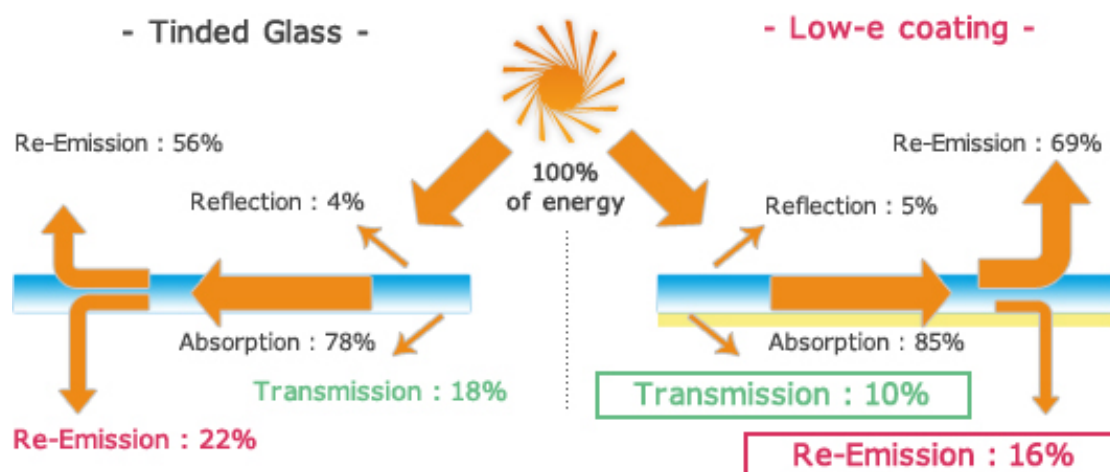 - Tinded Glass -
- Low-e coating -
Re-Emission : 56%
Re-Emission : 69%
100%
of energy
Reflection : 4%
Reflection : 5%
Absorption : 78%
Absorption : 85%
Transmission : 18%
Transmission : 10%
Re-Emission : 22%
Re-Emission : 16%